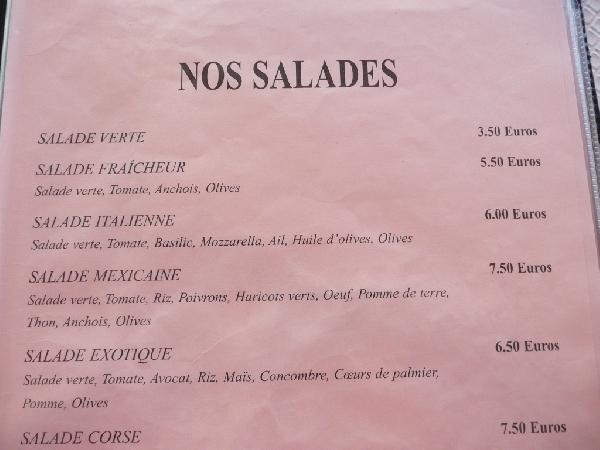 NOS SALADES
SALADE VERTE 3.50 Euros
SALADE FRAÍCHEUR 5.50 Euros
Salade verte, Tomate, Anchois, Olives
SALADE ITALIENNE 6.00 Euros
Salade verte, Tomate, Basilic, Mozzarella, Ail, Huile d'olives, Olives
SALADE MEXICAINE 7.50 Euros
Salade verte, Tomate, Riz, Poivrons, Haricots verts, Oeuf, Pomme de terre,
Thon, Anchois, Olives
SALADE EXOTIQUE 6.50 Euros
Salade verte, Tomate, Avocat, Riz, Maïs, Concombre, Cœurs de palmier,
Pomme, Olives
SALADE CORSE 7.50 Euros